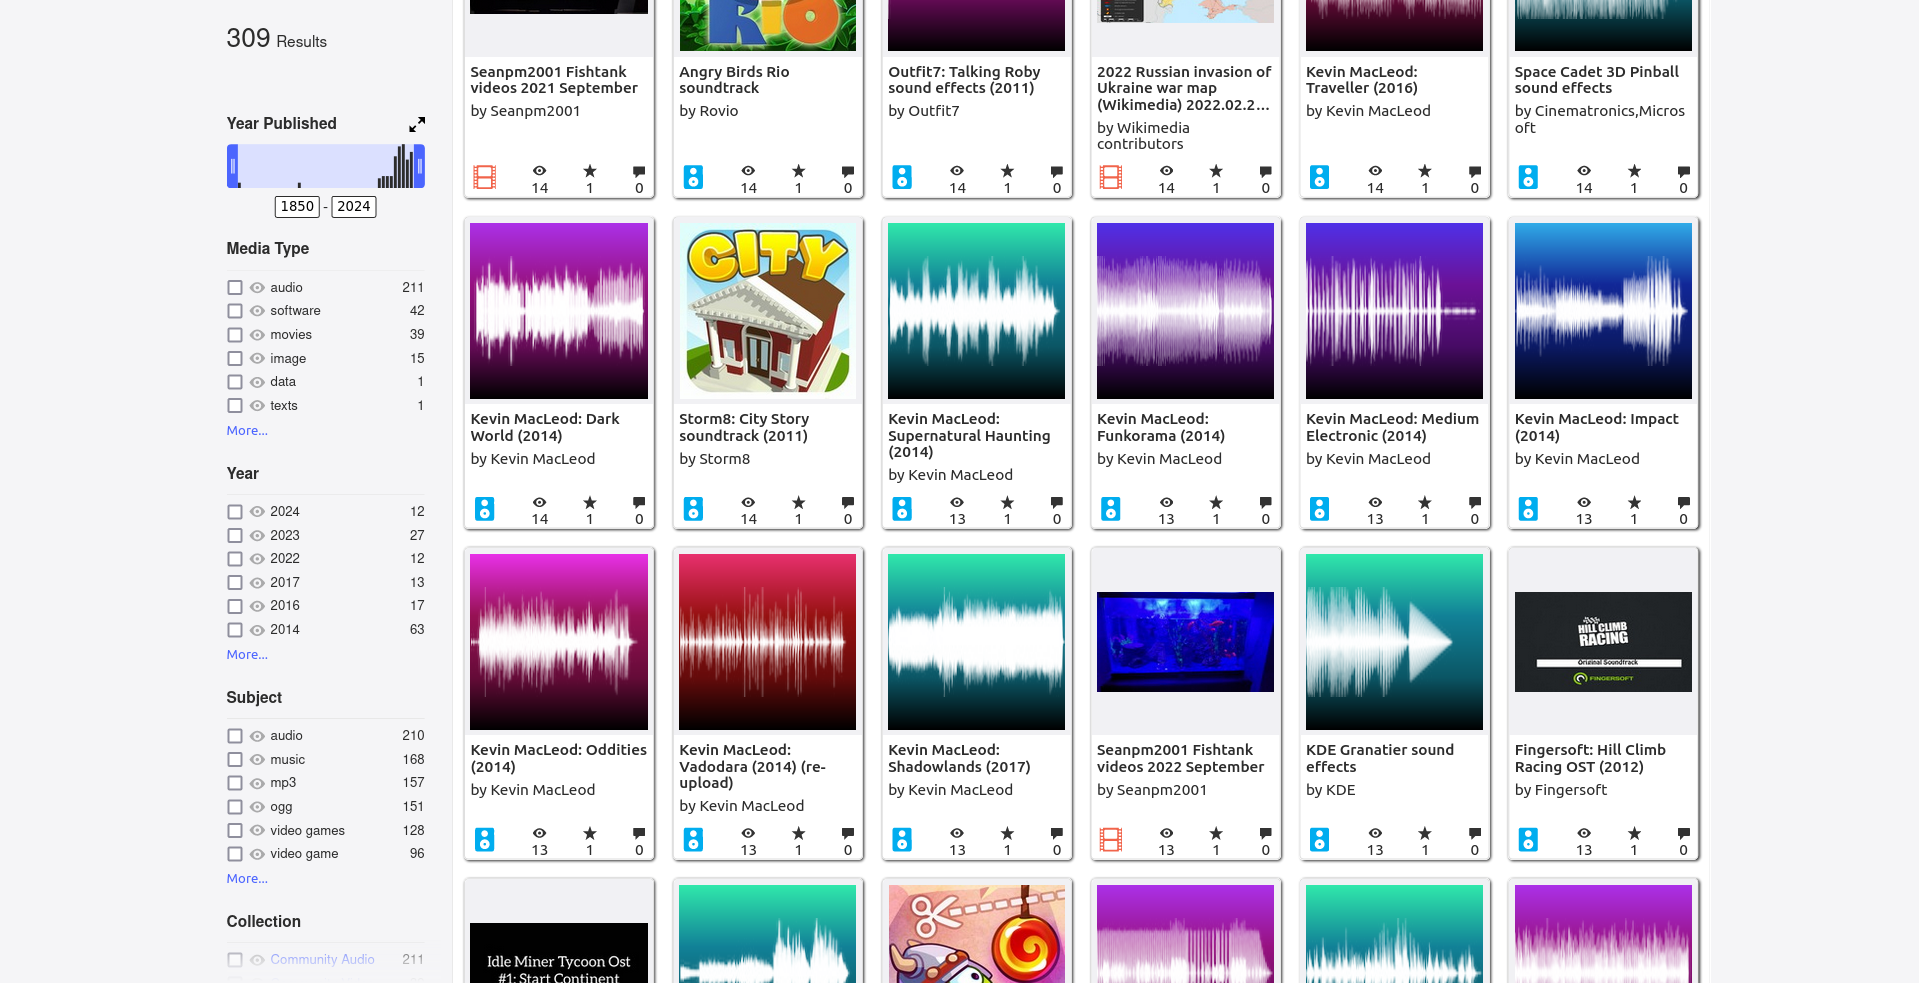 309 Results
Year Published
1850 - 2024
Media Type
audio 211
software 42
movies 39
image 15
data 1
texts 1
More...
Year
2024 12
2023 27
2022 12
2017 13
2016 17
2014 63
More...
Subject
audio 210
music 168
mp3 157
ogg 151
video games 128
video game 96
More...
Collection
Community Audio 211
Seanpm2001 Fishtank
videos 2021 September
by Seanpm2001
14 1 0
RIO
Angry Birds Rio
soundtrack
by Rovio
14 1 0
Outfit7: Talking Roby
sound effects (2011)
by Outfit7
14 1 0
2022 Russian invasion of
Ukraine war map
(Wikimedia) 2022.02.2...
by Wikimedia
contributors
14 1 0
Kevin MacLeod:
Traveller (2016)
by Kevin MacLeod
14 1 0
Space Cadet 3D Pinball
sound effects
by Cinematronics,Micros
oft
14 1 0
Kevin MacLeod: Dark
World (2014)
by Kevin MacLeod
14 1 0
CITY
Storm8: City Story
soundtrack (2011)
by Storm8
14 1 0
Kevin MacLeod:
Supernatural Haunting
(2014)
by Kevin MacLeod
13 1 0
Kevin MacLeod:
Funkorama (2014)
by Kevin MacLeod
13 1 0
Kevin MacLeod: Medium
Electronic (2014)
by Kevin MacLeod
13 1 0
Kevin MacLeod: Impact
(2014)
by Kevin MacLeod
13 1 0
Kevin MacLeod: Oddities
(2014)
by Kevin MacLeod
13 1 0
Kevin MacLeod:
Vadodara (2014) (re-
upload)
by Kevin MacLeod
13 1 0
Kevin MacLeod:
Shadowlands (2017)
by Kevin MacLeod
13 1 0
Seanpm2001 Fishtank
videos 2022 September
by Seanpm2001
13 1 0
KDE Granatier sound
effects
by KDE
13 1 0
HILL CLIMB
RACING
Original Soundtrack
FINGERSOFT
Fingersoft: Hill Climb
Racing OST (2012)
by Fingersoft
13 1 0
Idle Miner Tycoon Ost
#1: Start Continent